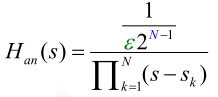 H_{an}(s) = \frac{\frac{1}{\varepsilon 2^{N-1}}}{\prod_{k=1}^{N}(s-s_k)}